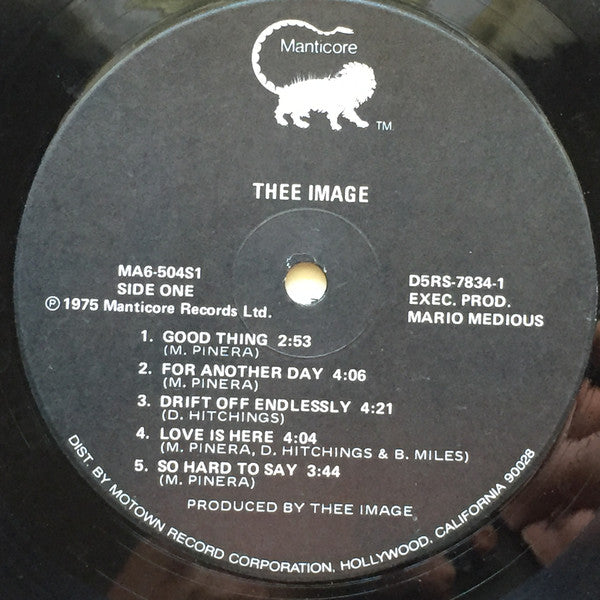 Manticore
TM
THEE IMAGE
MA6-504S1
SIDE ONE
℗ 1975 Manticore Records Ltd.
D5RS-7834-1
EXEC. PROD.
MARIO MEDIOUS
1. GOOD THING 2:53
(M. PINERA)
2. FOR ANOTHER DAY 4:06
(M. PINERA)
3. DRIFT OFF ENDLESSLY 4:21
(D. HITCHINGS)
4. LOVE IS HERE 4:04
(M. PINERA, D. HITCHINGS & B. MILES)
5. SO HARD TO SAY 3:44
(M. PINERA)
PRODUCED BY THEE IMAGE
DIST. BY MOTOWN RECORD CORPORATION, HOLLYWOOD, CALIFORNIA 90028